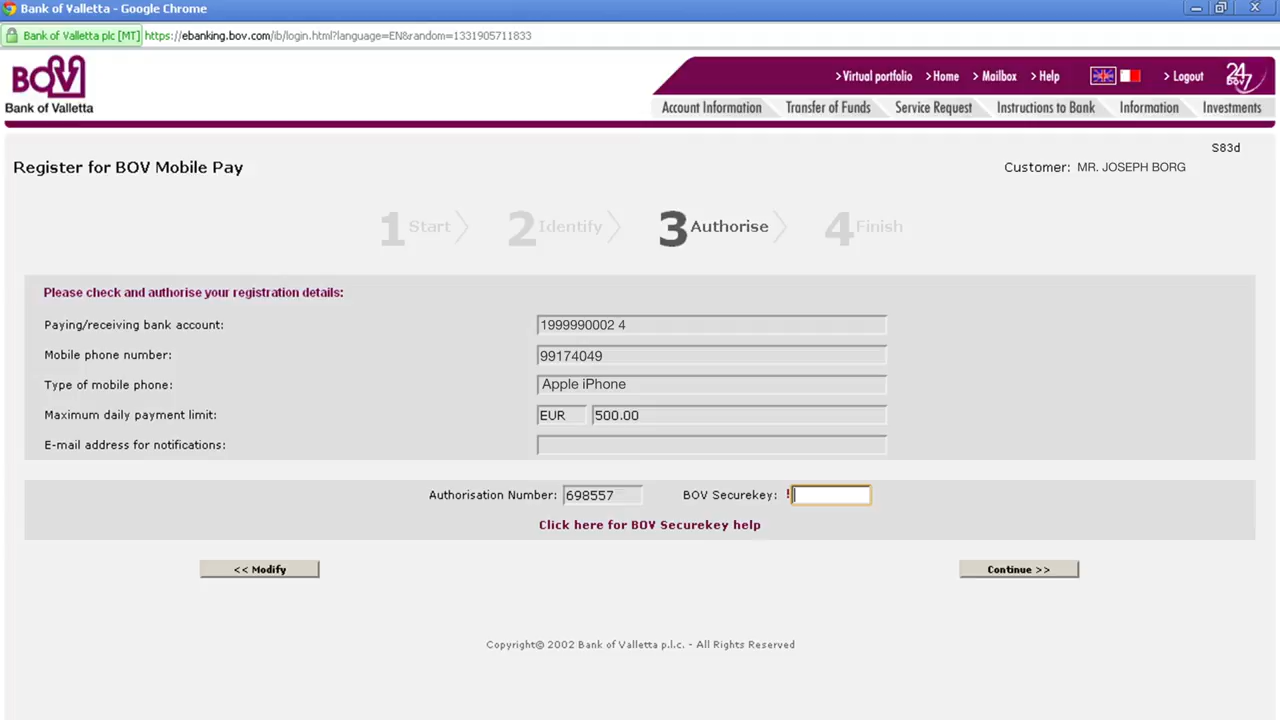 Bank of Valletta - Google Chrome
Bank of Valletta plc [MT] https://ebanking.bov.com/ib/login.html?language=EN&random=1331905711833
BOV
Bank of Valletta
>Virtual portfolio >Home >Mailbox >Help >Logout 24/7 BOV
Account Information Transfer of Funds Service Request Instructions to Bank Information Investments
S83d
Register for BOV Mobile Pay Customer: MR. JOSEPH BORG
1 Start 2 Identify 3 Authorise 4 Finish
Please check and authorise your registration details:
Paying/receiving bank account: 1999990002 4
Mobile phone number: 99174049
Type of mobile phone: Apple iPhone
Maximum daily payment limit: EUR 500.00
E-mail address for notifications:
Authorisation Number: 698557 BOV Securekey: !
Click here for BOV Securekey help
<< Modify Continue >>
Copyright© 2002 Bank of Valletta p.l.c. - All Rights Reserved